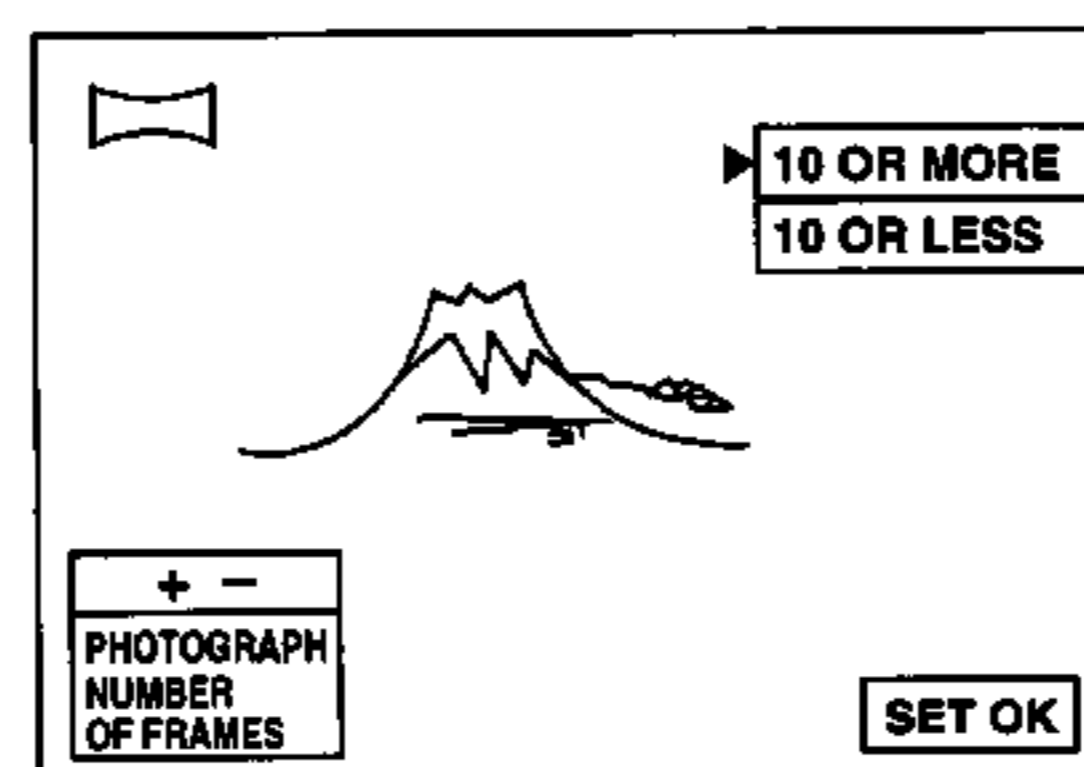 10 OR MORE
10 OR LESS
+ −
PHOTOGRAPH
NUMBER
OF FRAMES
SET OK